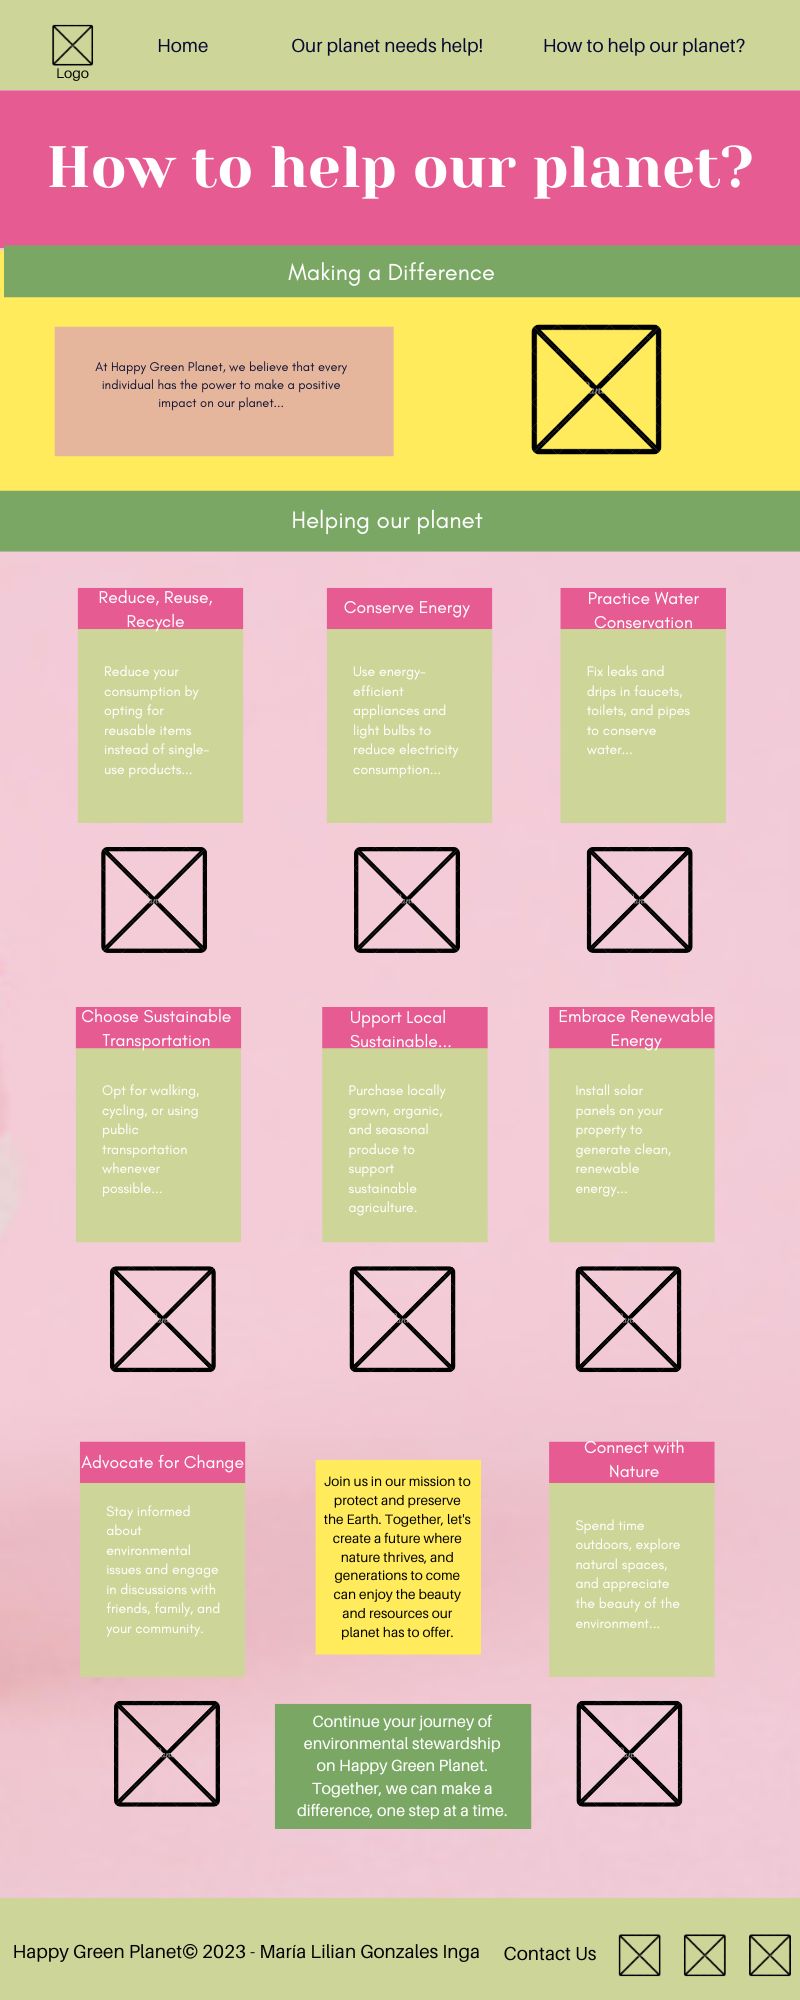 Home
Our planet needs help!
How to help our planet?
Logo
How to help our planet?
Making a Difference
At Happy Green Planet, we believe that every
individual has the power to make a positive
impact on our planet...
Helping our planet
Reduce, Reuse,
Recycle
Reduce your
consumption by
opting for
reusable items
instead of single-
use products...
Conserve Energy
Use energy-
efficient
appliances and
light bulbs to
reduce electricity
consumption...
Practice Water
Conservation
Fix leaks and
drips in faucets,
toilets, and pipes
to conserve
water...
Choose Sustainable
Transportation
Opt for walking,
cycling, or using
public
transportation
whenever
possible...
Upport Local
Sustainable...
Purchase locally
grown, organic,
and seasonal
produce to
support
sustainable
agriculture.
Embrace Renewable
Energy
Install solar
panels on your
property to
generate clean,
renewable
energy...
Advocate for Change
Stay informed
about
environmental
issues and engage
in discussions with
friends, family, and
your community.
Join us in our mission to
protect and preserve
the Earth. Together, let's
create a future where
nature thrives, and
generations to come
can enjoy the beauty
and resources our
planet has to offer.
Connect with
Nature
Spend time
outdoors, explore
natural spaces,
and appreciate
the beauty of the
environment...
Continue your journey of
environmental stewardship
on Happy Green Planet.
Together, we can make a
difference, one step at a time.
Happy Green Planet© 2023 - María Lilian Gonzales Inga
Contact Us